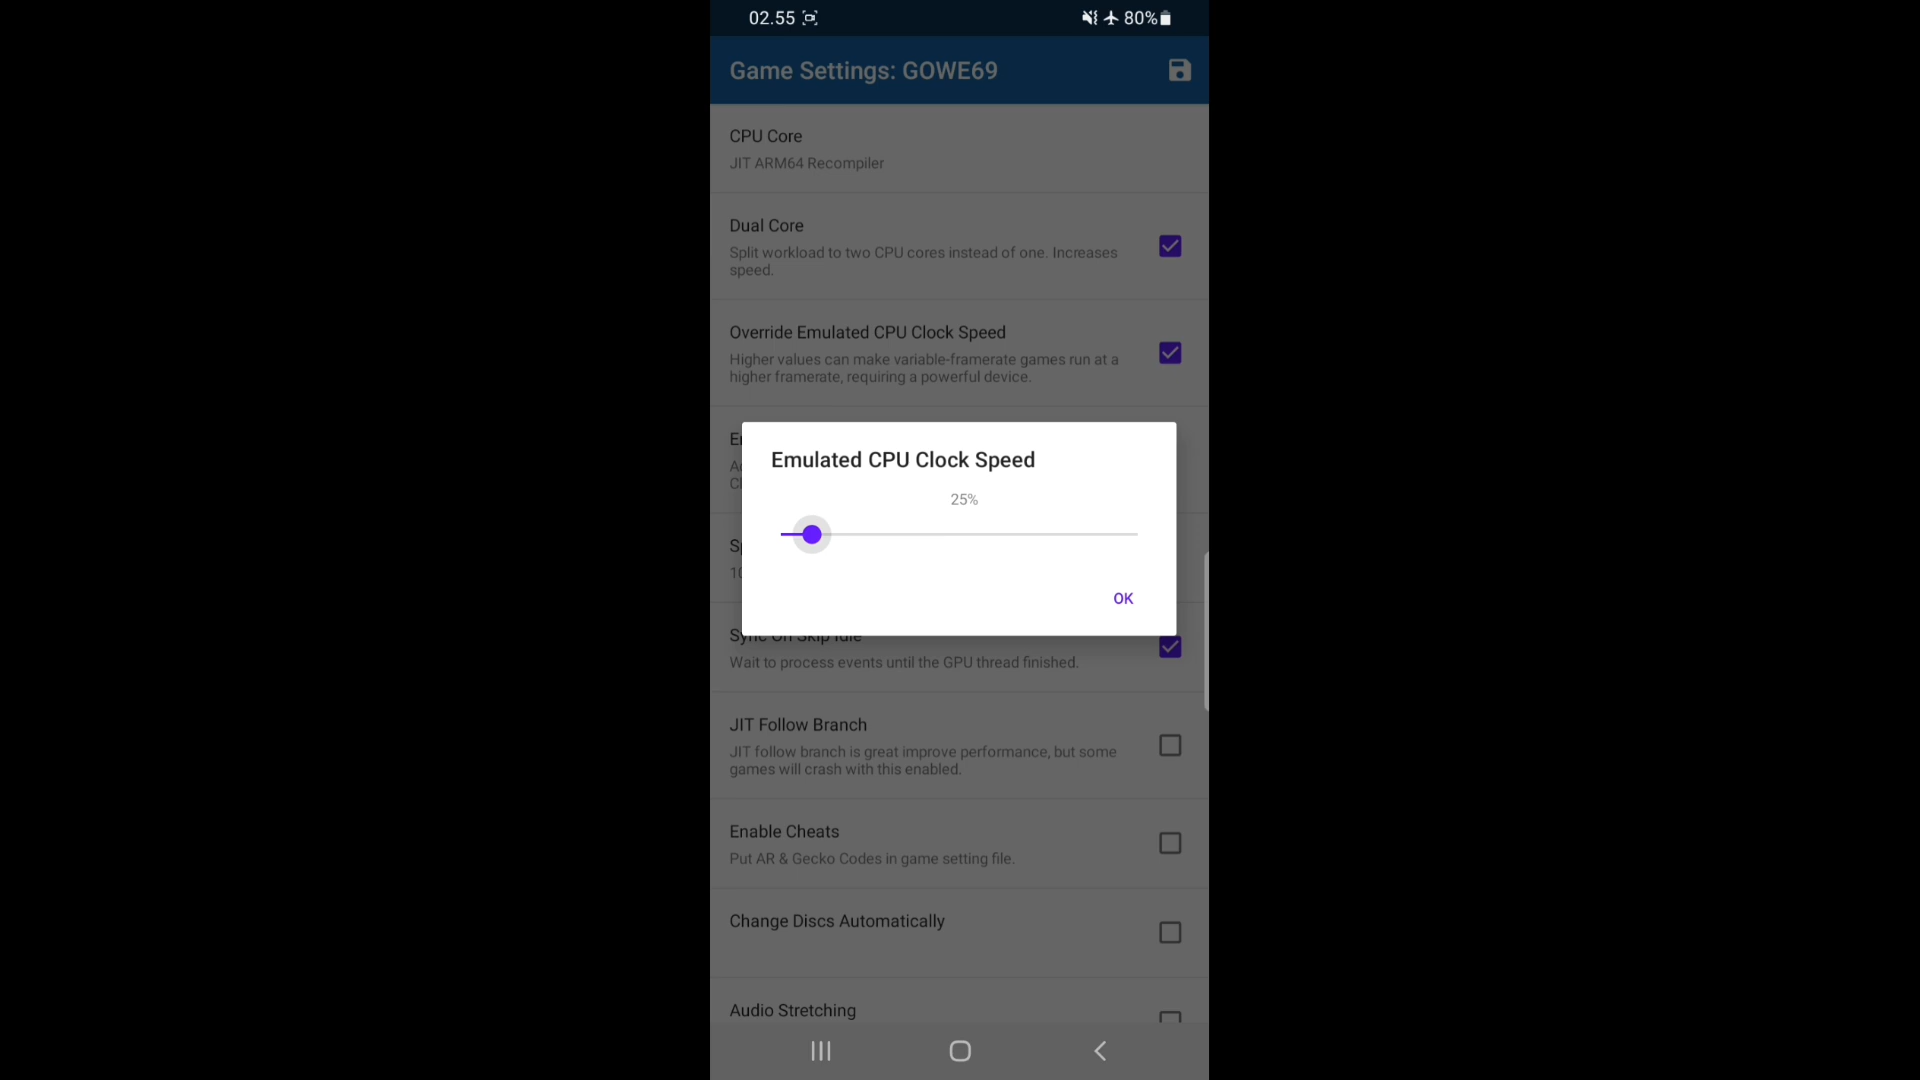 02.55
80%
Game Settings: GOWE69
CPU Core
JIT ARM64 Recompiler
Dual Core
Split workload to two CPU cores instead of one. Increases
speed.
Override Emulated CPU Clock Speed
Higher values can make variable-framerate games run at a
higher framerate, requiring a powerful device.
Emulated CPU Clock Speed
25%
OK
Sync On Skip Idle
Wait to process events until the GPU thread finished.
JIT Follow Branch
JIT follow branch is great improve performance, but some
games will crash with this enabled.
Enable Cheats
Put AR & Gecko Codes in game setting file.
Change Discs Automatically
Audio Stretching